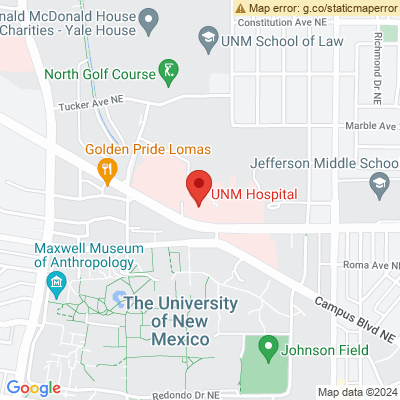 Map error: g.co/staticmaperror
nald McDonald House
Charities - Yale House
Constitution Ave NE
UNM School of Law
Richmond Dr NE
North Golf Course
Tucker Ave NE
Marble Ave
Golden Pride Lomas
Jefferson Middle School
UNM Hospital
Maxwell Museum
of Anthropology
Roma Ave NE
The University
of New
Mexico
Campus Blvd NE
Johnson Field
Google
Redondo Dr NE
Map data ©2024